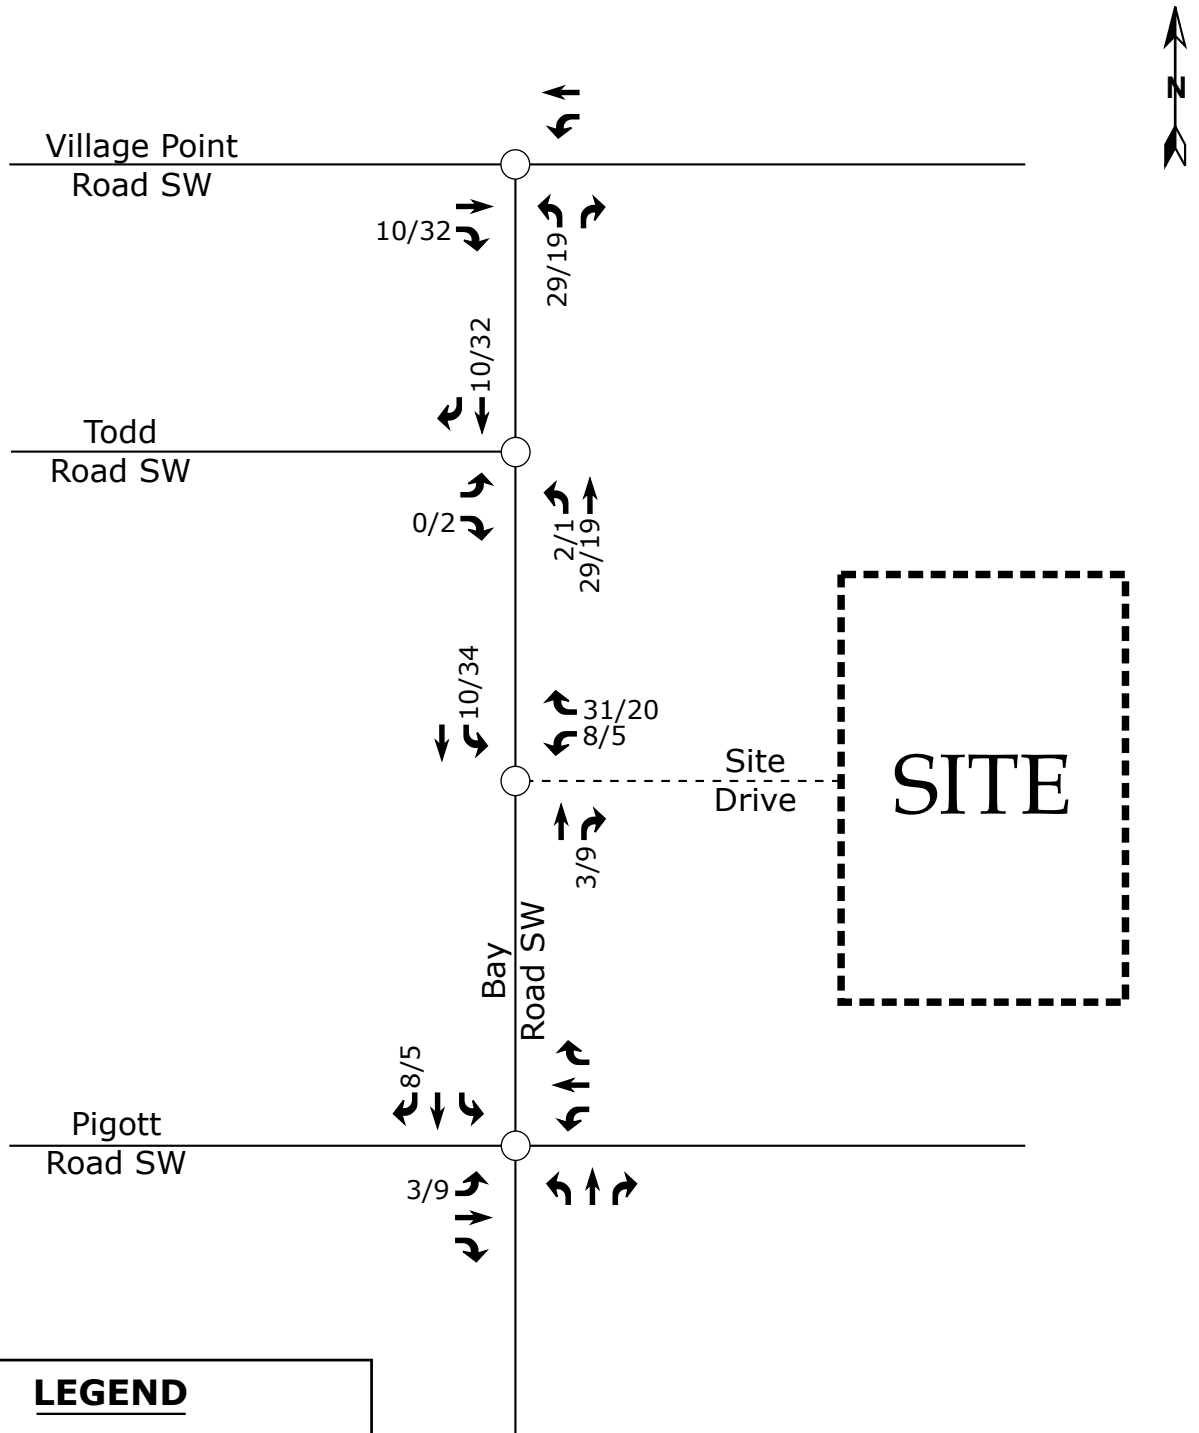 N
Village Point
Road SW
10/32
29/19
10/32
Todd
Road SW
0/2
2/1
29/19
10/34
31/20
8/5
Site
Drive
SITE
3/9
Bay
Road SW
8/5
Pigott
Road SW
3/9
LEGEND